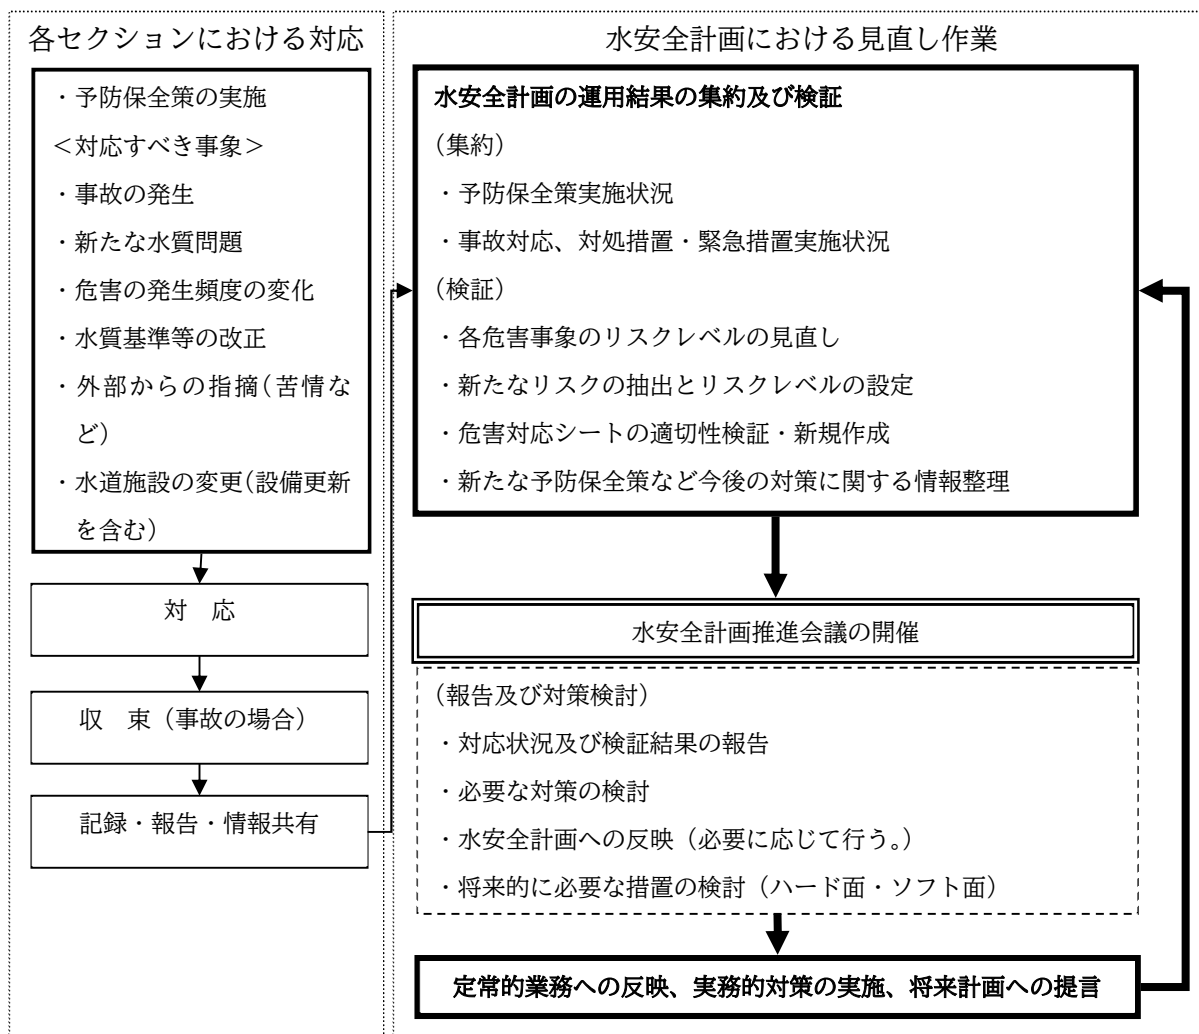 各セクションにおける対応
・予防保全策の実施
＜対応すべき事象＞
・事故の発生
・新たな水質問題
・危害の発生頻度の変化
・水質基準等の改正
・外部からの指摘（苦情な
ど）
・水道施設の変更（設備更新
を含む）
対　応
収　束（事故の場合）
記録・報告・情報共有
水安全計画における見直し作業
水安全計画の運用結果の集約及び検証
（集約）
・予防保全策実施状況
・事故対応、対処措置・緊急措置実施状況
（検証）
・各危害事象のリスクレベルの見直し
・新たなリスクの抽出とリスクレベルの設定
・危害対応シートの適切性検証・新規作成
・新たな予防保全策など今後の対策に関する情報整理
水安全計画推進会議の開催
（報告及び対策検討）
・対応状況及び検証結果の報告
・必要な対策の検討
・水安全計画への反映（必要に応じて行う。）
・将来的に必要な措置の検討（ハード面・ソフト面）
定常的業務への反映、実務的対策の実施、将来計画への提言